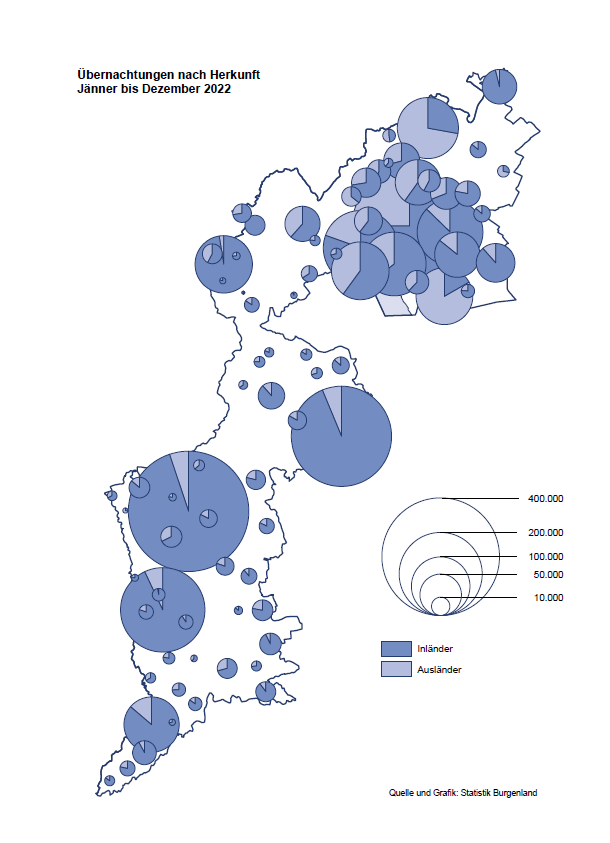 Übernachtungen nach Herkunft
Jänner bis Dezember 2022
400.000
200.000
100.000
50.000
10.000
Inländer
Ausländer
Quelle und Grafik: Statistik Burgenland